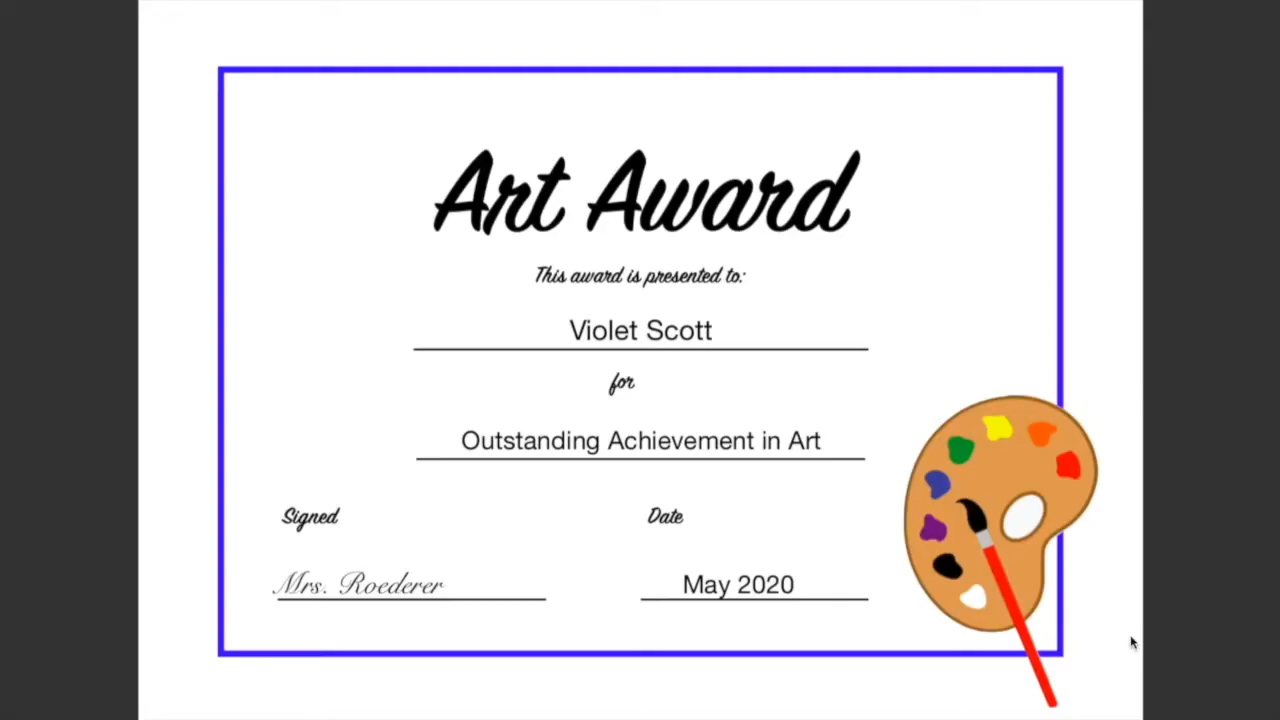 Art Award
This award is presented to:
Violet Scott
for
Outstanding Achievement in Art
Signed
Date
Mrs. Roederer
May 2020